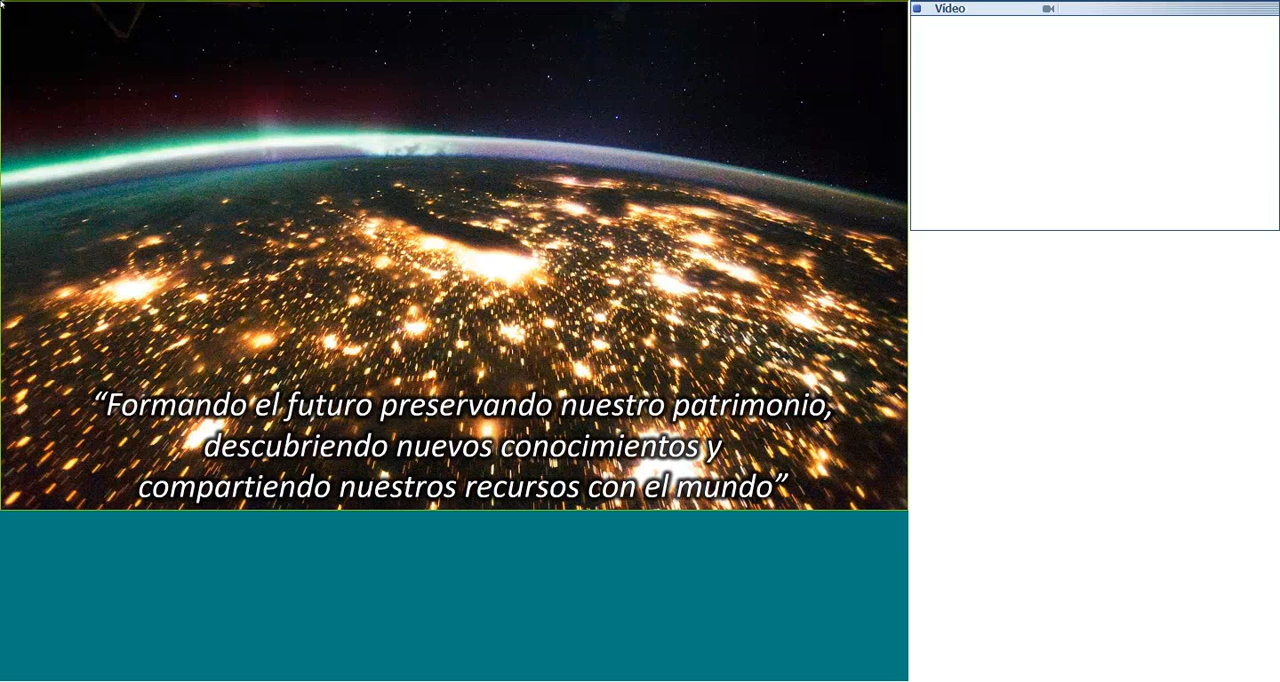 Vídeo
“Formando el futuro preservando nuestro patrimonio,
descubriendo nuevos conocimientos y
compartiendo nuestros recursos con el mundo”